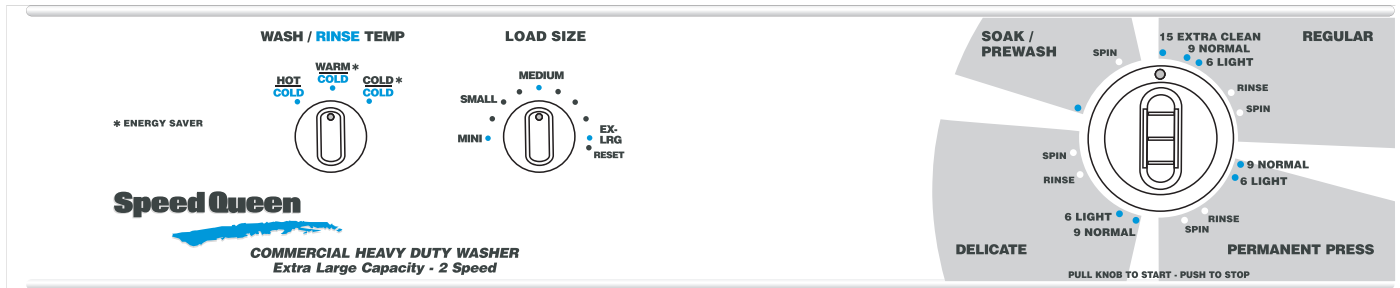 WASH / RINSE TEMP
HOT
COLD
WARM*
COLD
COLD*
COLD
* ENERGY SAVER
LOAD SIZE
MINI
SMALL
MEDIUM
EX-
LRG
RESET
Speed Queen
COMMERCIAL HEAVY DUTY WASHER
Extra Large Capacity - 2 Speed
SOAK /
PREWASH
SPIN
15 EXTRA CLEAN
9 NORMAL
6 LIGHT
REGULAR
RINSE
SPIN
9 NORMAL
6 LIGHT
RINSE
SPIN
PERMANENT PRESS
SPIN
RINSE
6 LIGHT
9 NORMAL
DELICATE
PULL KNOB TO START - PUSH TO STOP